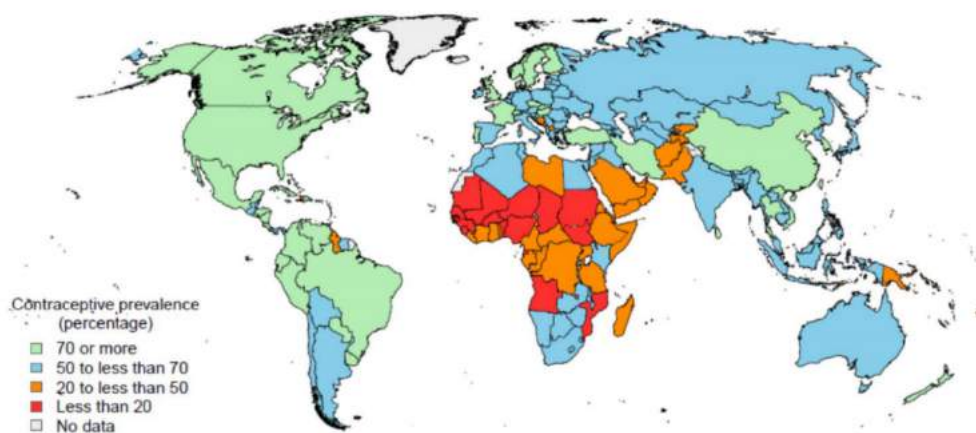 Contraceptive prevalence
(percentage)
70 or more
50 to less than 70
20 to less than 50
Less than 20
No data